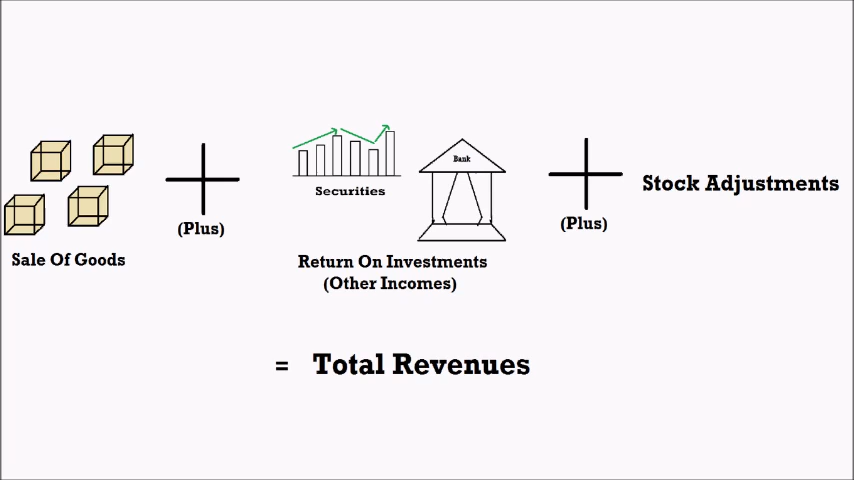 Bank
Securities
Stock Adjustments
(Plus)
(Plus)
Sale Of Goods
Return On Investments
(Other Incomes)
= Total Revenues